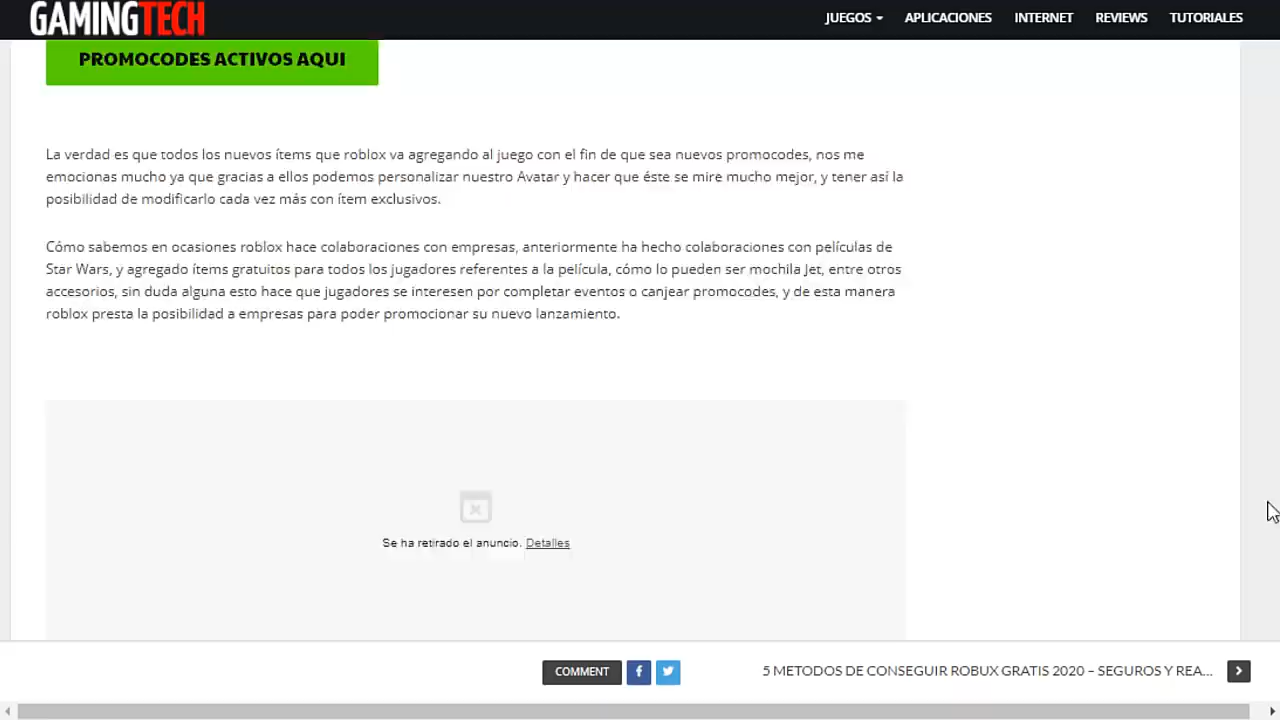 GAMINGTECH
JUEGOS APLICACIONES INTERNET REVIEWS TUTORIALES
PROMOCODES ACTIVOS AQUI
La verdad es que todos los nuevos ítems que roblox va agregando al juego con el fin de que sea nuevos promocodes, nos me
emocionas mucho ya que gracias a ellos podemos personalizar nuestro Avatar y hacer que éste se mire mucho mejor, y tener así la
posibilidad de modificarlo cada vez más con ítem exclusivos.
Cómo sabemos en ocasiones roblox hace colaboraciones con empresas, anteriormente ha hecho colaboraciones con películas de
Star Wars, y agregado ítems gratuitos para todos los jugadores referentes a la película, cómo lo pueden ser mochila Jet, entre otros
accesorios, sin duda alguna esto hace que jugadores se interesen por completar eventos o canjear promocodes, y de esta manera
roblox presta la posibilidad a empresas para poder promocionar su nuevo lanzamiento.
Se ha retirado el anuncio. Detalles
COMMENT
5 METODOS DE CONSEGUIR ROBUX GRATIS 2020 – SEGUROS Y REA...